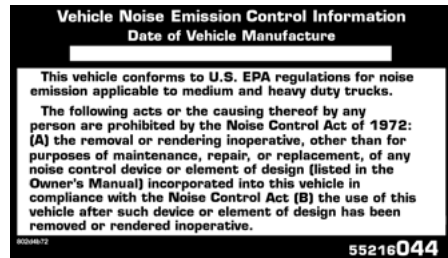 Vehicle Noise Emission Control Information
Date of Vehicle Manufacture
This vehicle conforms to U.S. EPA regulations for noise
emission applicable to medium and heavy duty trucks.
The following acts or the causing thereof by any
person are prohibited by the Noise Control Act of 1972:
(A) the removal or rendering inoperative, other than for
purposes of maintenance, repair, or replacement, of any
noise control device or element of design (listed in the
Owner's Manual) incorporated into this vehicle in
compliance with the Noise Control Act (B) the use of this
vehicle after such device or element of design has been
removed or rendered inoperative.
802d4b72
55216044